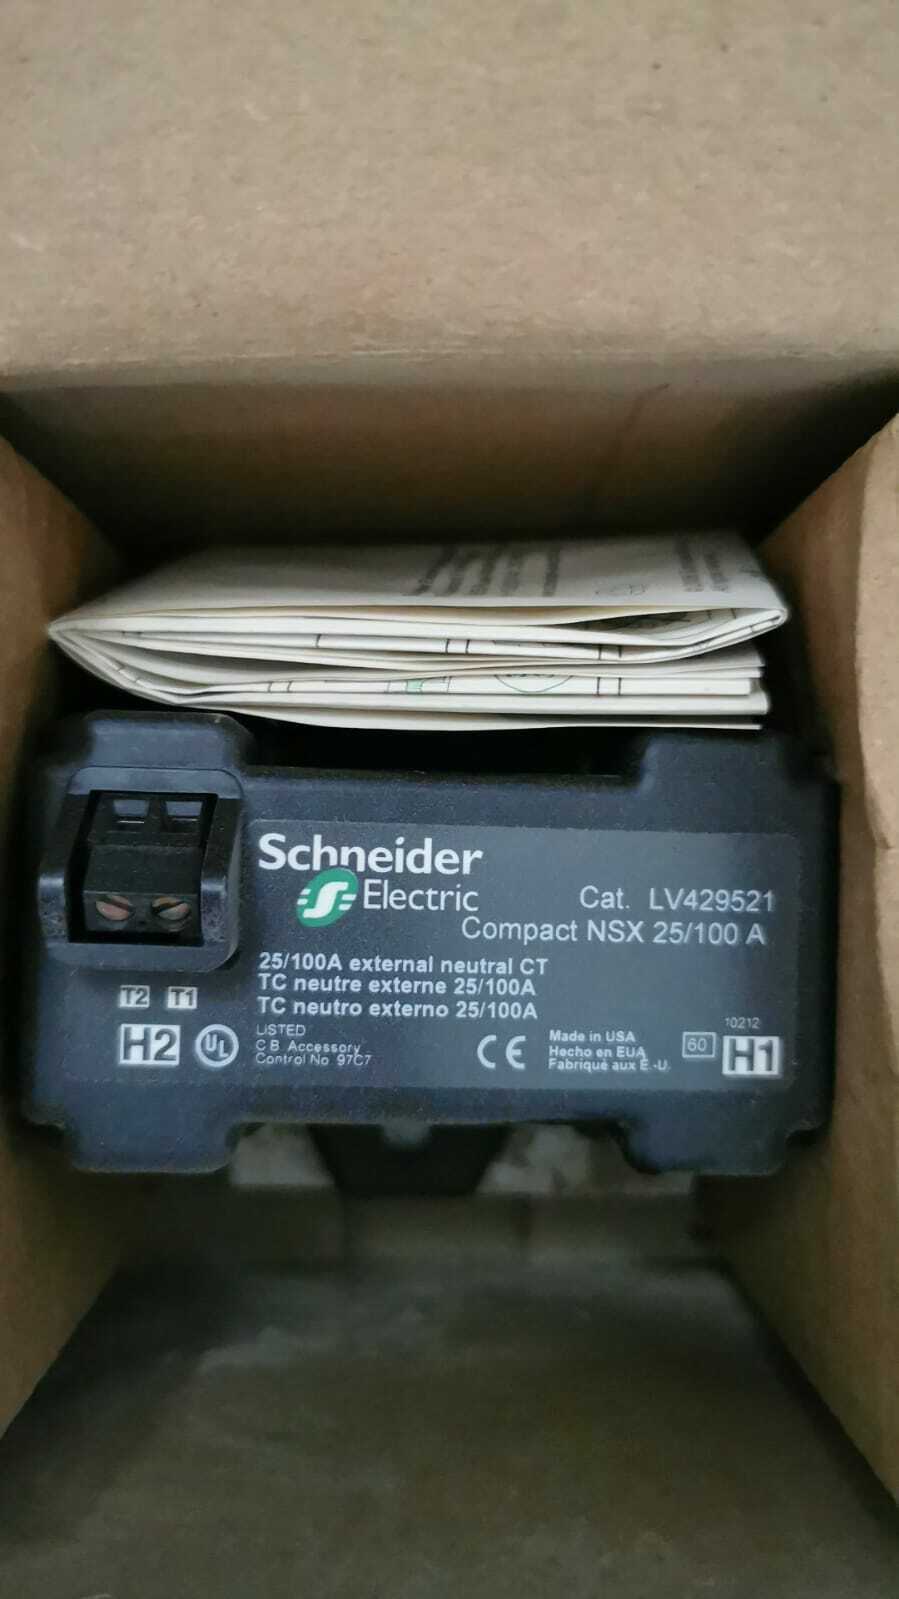 Schneider
Electric
Cat. LV429521
Compact NSX 25/100 A
25/100A external neutral CT
TC neutre externe 25/100A
TC neutro externo 25/100A
T2 T1
H2
UL
LISTED
C.B. Accessory
Control No. 97C7
CE
Made in USA
Hecho en EUA
Fabriqué aux É.-U.
60
10212
H1